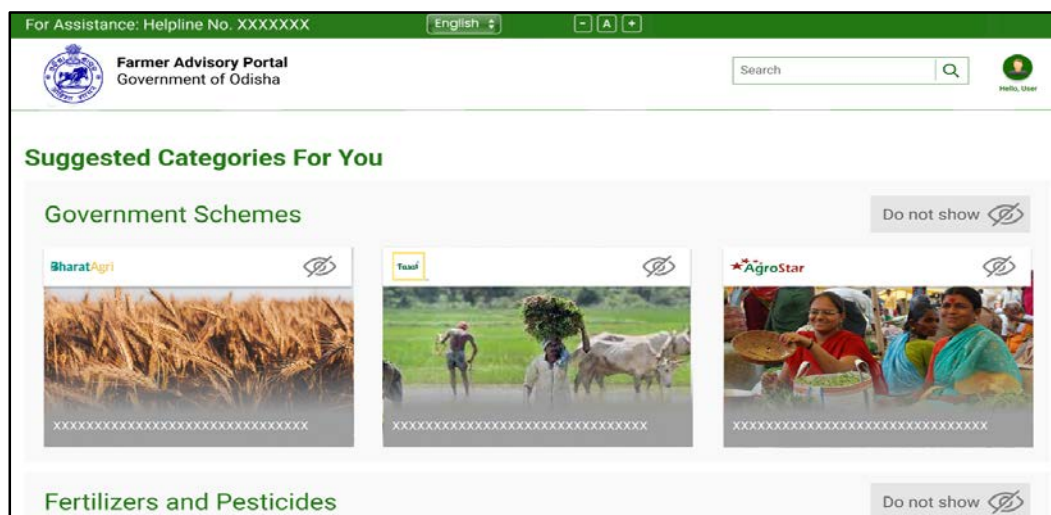 For Assistance: Helpline No. XXXXXXX English - A +
Farmer Advisory Portal
Government of Odisha
Search
Hello, User
Suggested Categories For You
Government Schemes Do not show
BharatAgri Fasal AgroStar
XXXXXXXXXXXXXXXXXXXXXXXXXXXXXXX XXXXXXXXXXXXXXXXXXXXXXXXXXXXXXX XXXXXXXXXXXXXXXXXXXXXXXXXXXXXXX
Fertilizers and Pesticides Do not show